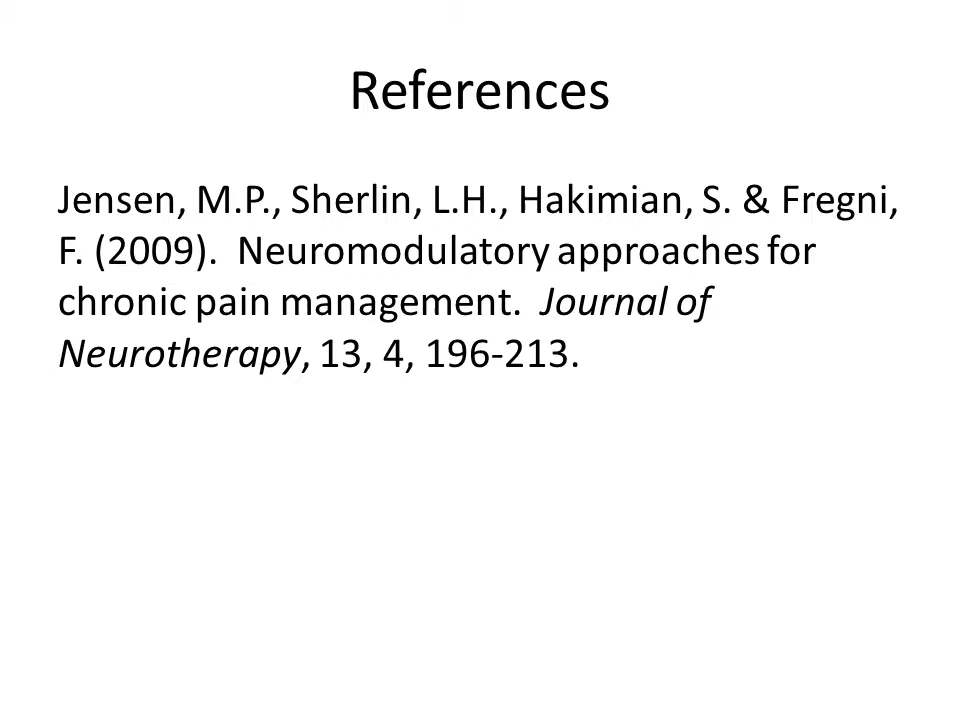 References
Jensen, M.P., Sherlin, L.H., Hakimian, S. & Fregni,
F. (2009).  Neuromodulatory approaches for
chronic pain management.  Journal of
Neurotherapy, 13, 4, 196-213.